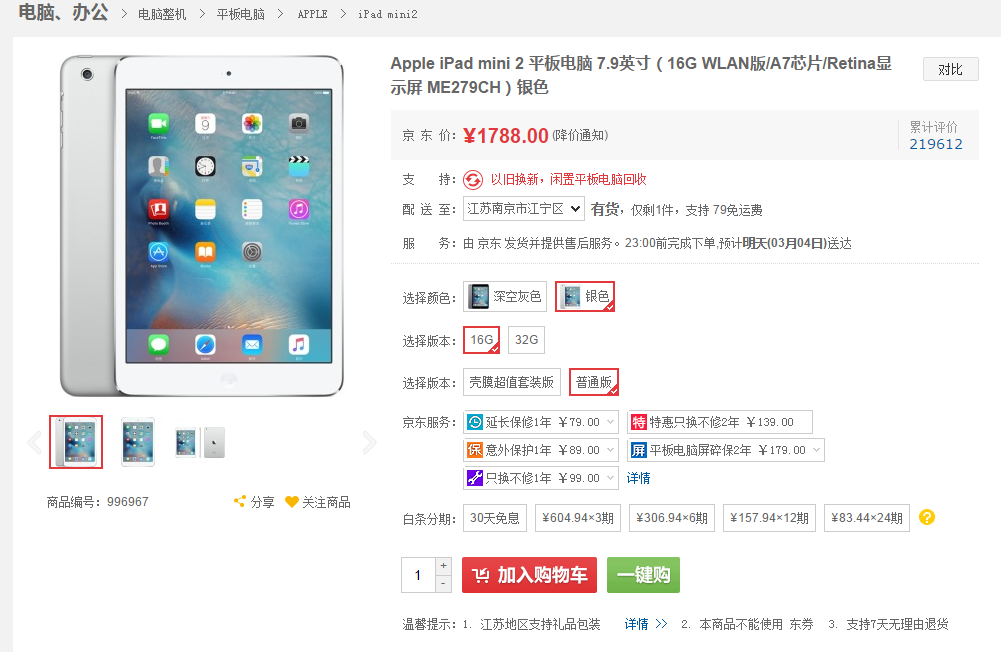 电脑、办公 > 电脑整机 > 平板电脑 > APPLE > iPad mini2
Apple iPad mini 2 平板电脑 7.9英寸（16G WLAN版/A7芯片/Retina显
示屏 ME279CH）银色
对比
京 东 价：¥1788.00 (降价通知)
累计评价
219612
支 持： 以旧换新，闲置平板电脑回收
配 送 至： 江苏南京市江宁区 有货，仅剩1件，支持 79免运费
服 务：由 京东 发货并提供售后服务。23:00前完成下单,预计明天(03月04日)送达
选择颜色： 深空灰色 银色
选择版本： 16G 32G
选择版本： 壳膜超值套装版 普通版
京东服务： 延长保修1年 ￥79.00 特 特惠只换不修2年 ￥139.00
保 意外保护1年 ￥89.00 屏 平板电脑屏碎保2年 ￥179.00
只换不修1年 ￥99.00 详情
商品编号：996967 分享 关注商品
白条分期： 30天免息 ¥604.94×3期 ¥306.94×6期 ¥157.94×12期 ¥83.44×24期 ?
1 + - 加入购物车 一键购
温馨提示：1. 江苏地区支持礼品包装 详情 >> 2. 本商品不能使用 东券 3. 支持7天无理由退货